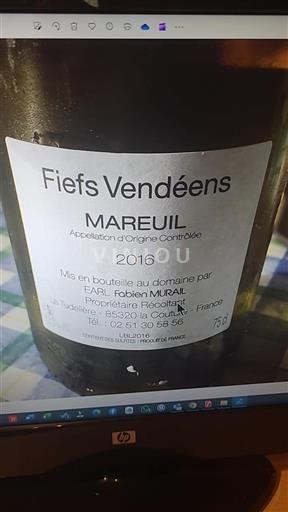 Fiefs Vendéens
MAREUIL
Appellation d'Origine Contrôlée
2016
VINIOU
Mis en bouteille au domaine par
EARL Fabien MURAIL
Propriétaire Récoltant
La Tudelière - 85320 la Couture - France
Tél. : 02 51 30 58 56
75 cl
LBL2016
CONTIENT DES SULFITES - PRODUIT DE FRANCE
hp